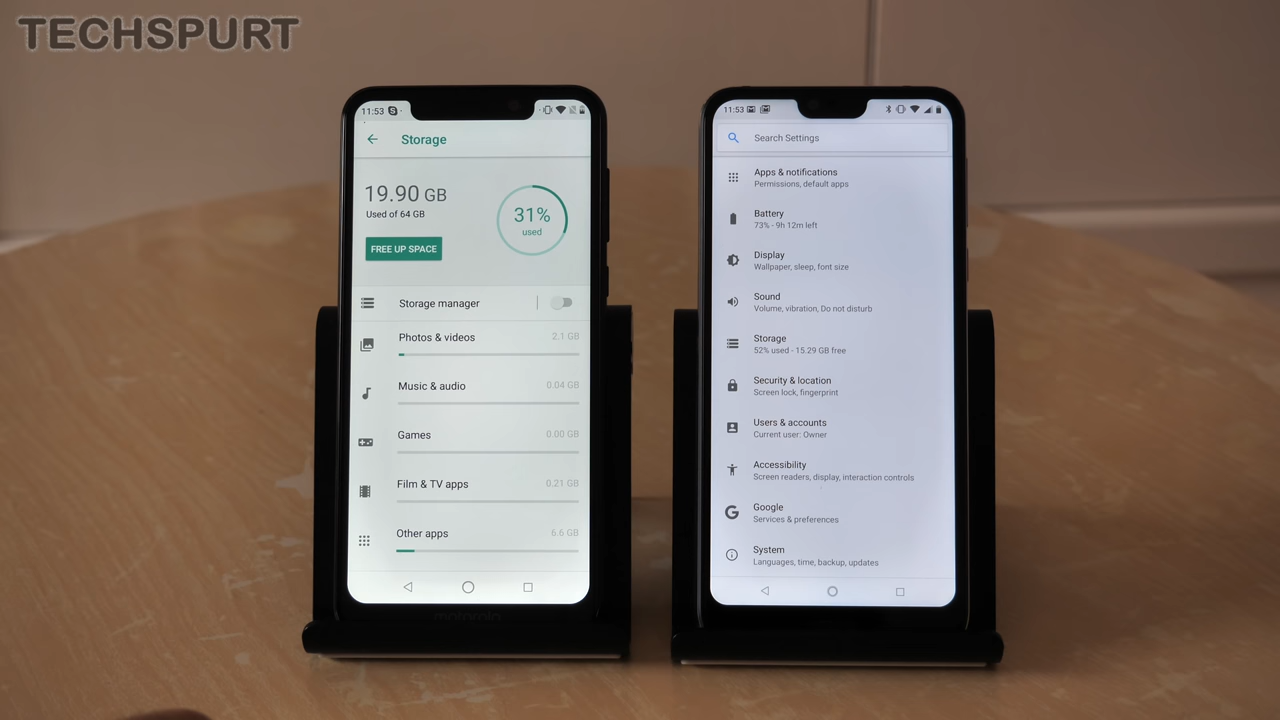 TECHSPURT
11:53
Storage
19.90 GB
Used of 64 GB
31%
used
FREE UP SPACE
Storage manager
Photos & videos
2.1 GB
Music & audio
0.04 GB
Games
0.00 GB
Film & TV apps
0.21 GB
Other apps
6.6 GB
motorola
11:53
Search Settings
Apps & notifications
Permissions, default apps
Battery
73% - 9h 12m left
Display
Wallpaper, sleep, font size
Sound
Volume, vibration, Do not disturb
Storage
52% used - 15.29 GB free
Security & location
Screen lock, fingerprint
Users & accounts
Current user: Owner
Accessibility
Screen readers, display, interaction controls
Google
Services & preferences
System
Languages, time, backup, updates